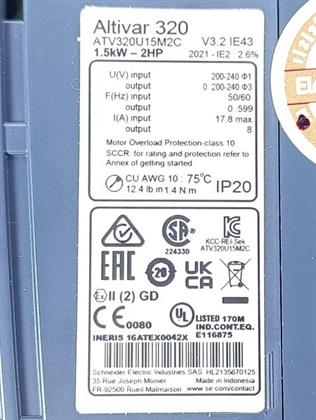 Altivar 320
ATV320U15M2C V3.2 IE43
1.5kW – 2HP 2021 - IE2 : 2.6%
U(V) input 200-240 Φ1
output 0 200-240 Φ3
F(Hz) input 50/60
output 0 599
I(A) input 17.8 max
output 8
Motor Overload Protection-class 10
SCCR for rating and protection refer to
Annex of getting started
CU AWG 10 : 75°C
12.4 lb.in 1.4 N m
IP20
SA
224330
KCC-REI-Sek
ATV320U15M2C
EAC
20
UK CA
Ex II (2) GD
CE 0080
UL LISTED 170M
IND.CONT.EQ.
E116875
INERIS 16ATEX0042X
Schneider Electric Industries SAS HL2135670125
35 Rue Joseph Monier Made in Indonesia
FR-92500 Rueil Malmaison www.se/contact